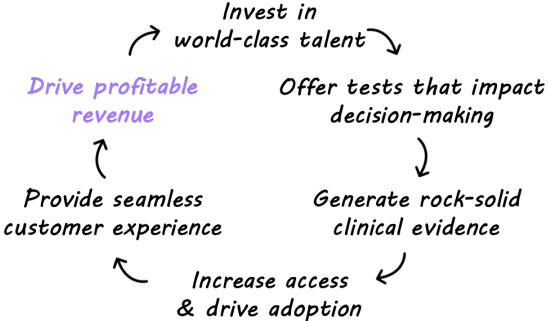 Invest in
world-class talent
Offer tests that impact
decision-making
Generate rock-solid
clinical evidence
Increase access
& drive adoption
Provide seamless
customer experience
Drive profitable
revenue